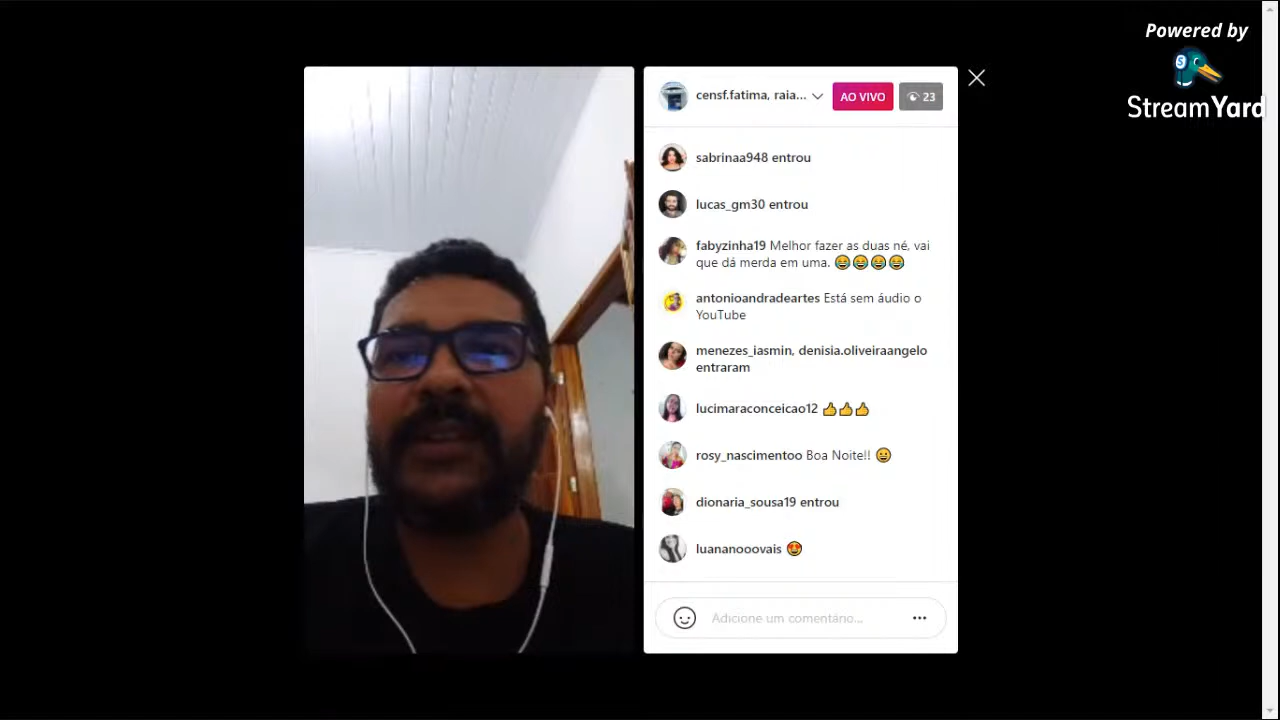 Powered by
StreamYard
censf.fatima, raia...
AO VIVO
23
sabrinaa948 entrou
lucas_gm30 entrou
fabyzinha19 Melhor fazer as duas né, vai
que dá merda em uma. 😂😂😂😂
antonioandradeartes Está sem áudio o
YouTube
menezes_iasmin, denisia.oliveiraangelo
entraram
lucimaraconceicao12 👍👍👍
rosy_nascimentoo Boa Noite!! 😀
dionaria_sousa19 entrou
luananooovais 😍
Adicione um comentário...